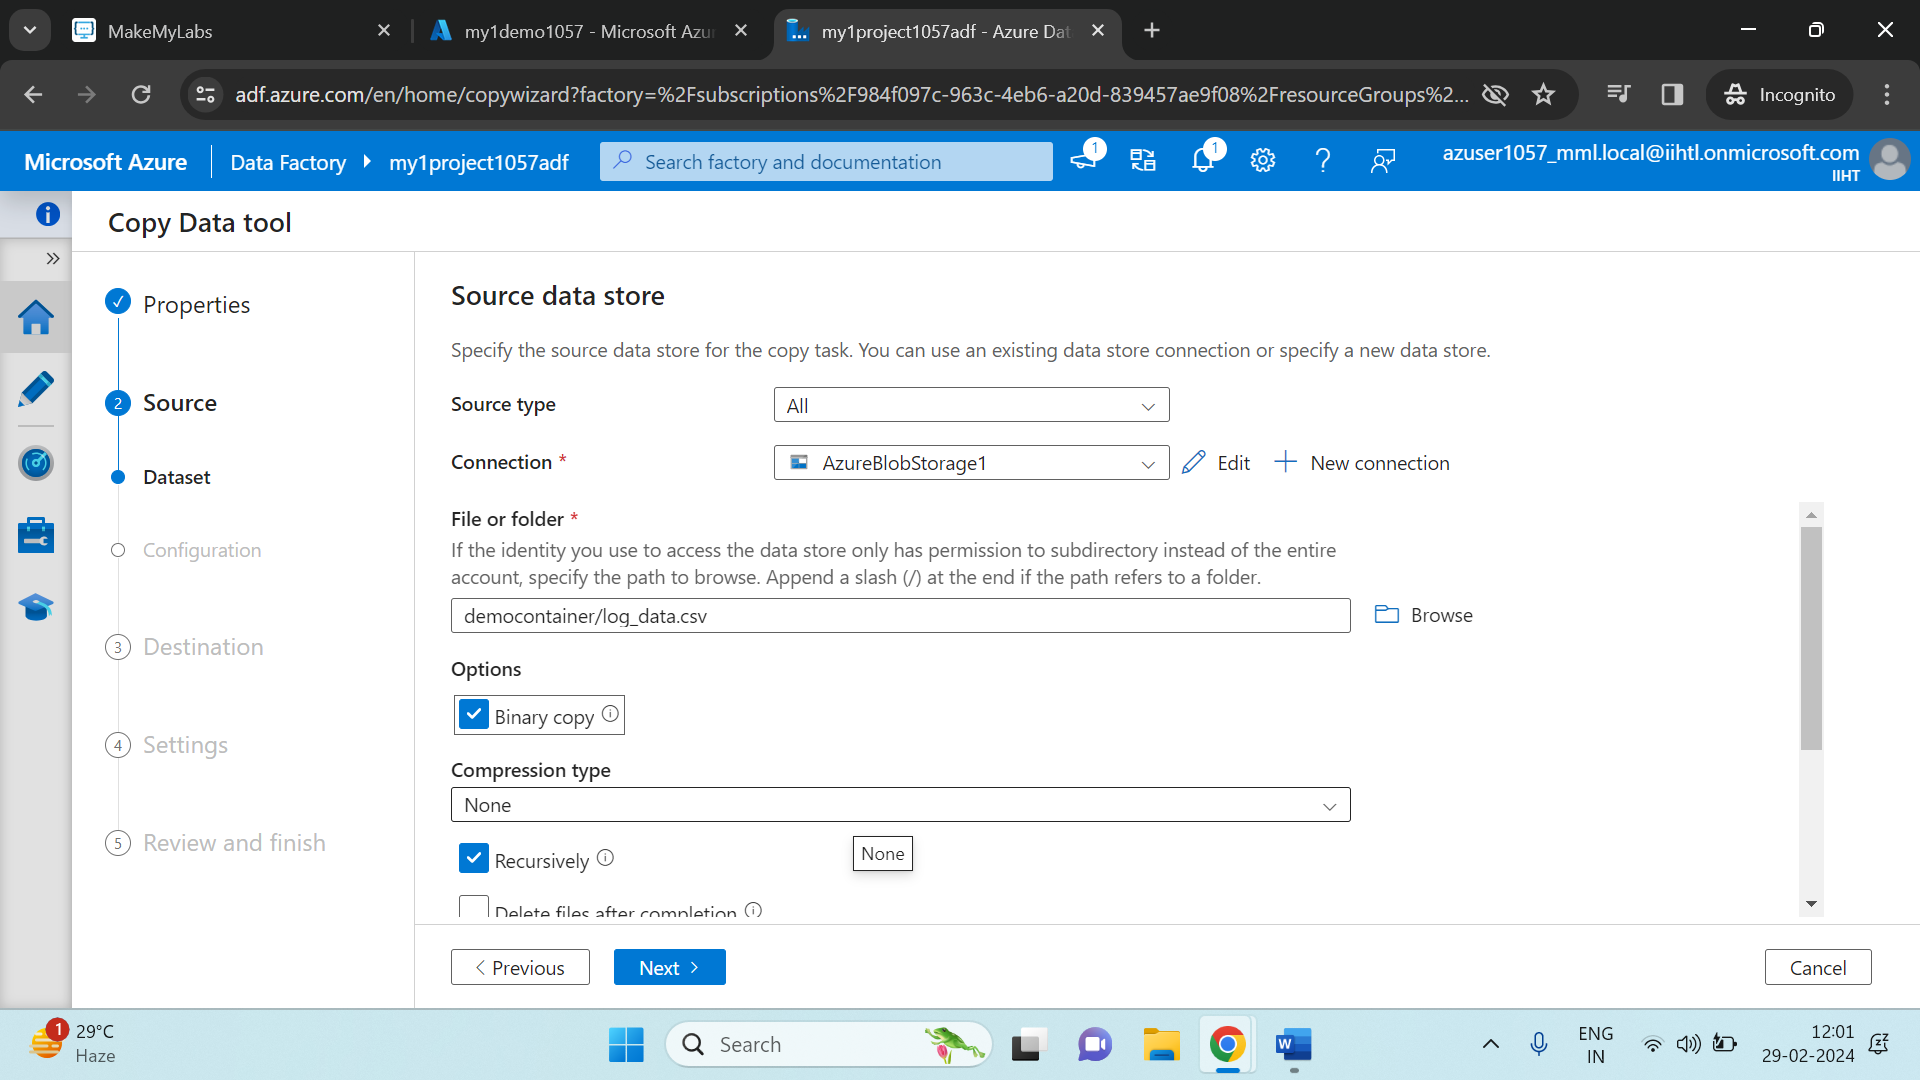 MakeMyLabs
my1demo1057 - Microsoft Azur
my1project1057adf - Azure Dat
adf.azure.com/en/home/copywizard?factory=%2Fsubscriptions%2F984f097c-963c-4eb6-a20d-839457ae9f08%2FresourceGroups%2...
Incognito
Microsoft Azure
Data Factory
my1project1057adf
Search factory and documentation
1
1
azuser1057_mml.local@iihtl.onmicrosoft.com
IIHT
Copy Data tool
Properties
2 Source
Dataset
Configuration
3 Destination
4 Settings
5 Review and finish
Source data store
Specify the source data store for the copy task. You can use an existing data store connection or specify a new data store.
Source type
All
Connection *
AzureBlobStorage1
Edit
New connection
File or folder *
If the identity you use to access the data store only has permission to subdirectory instead of the entire
account, specify the path to browse. Append a slash (/) at the end if the path refers to a folder.
democontainer/log_data.csv
Browse
Options
Binary copy
Compression type
None
Recursively
None
Delete files after completion
Previous
Next
Cancel
1
29°C
Haze
Search
ENG
IN
12:01
29-02-2024